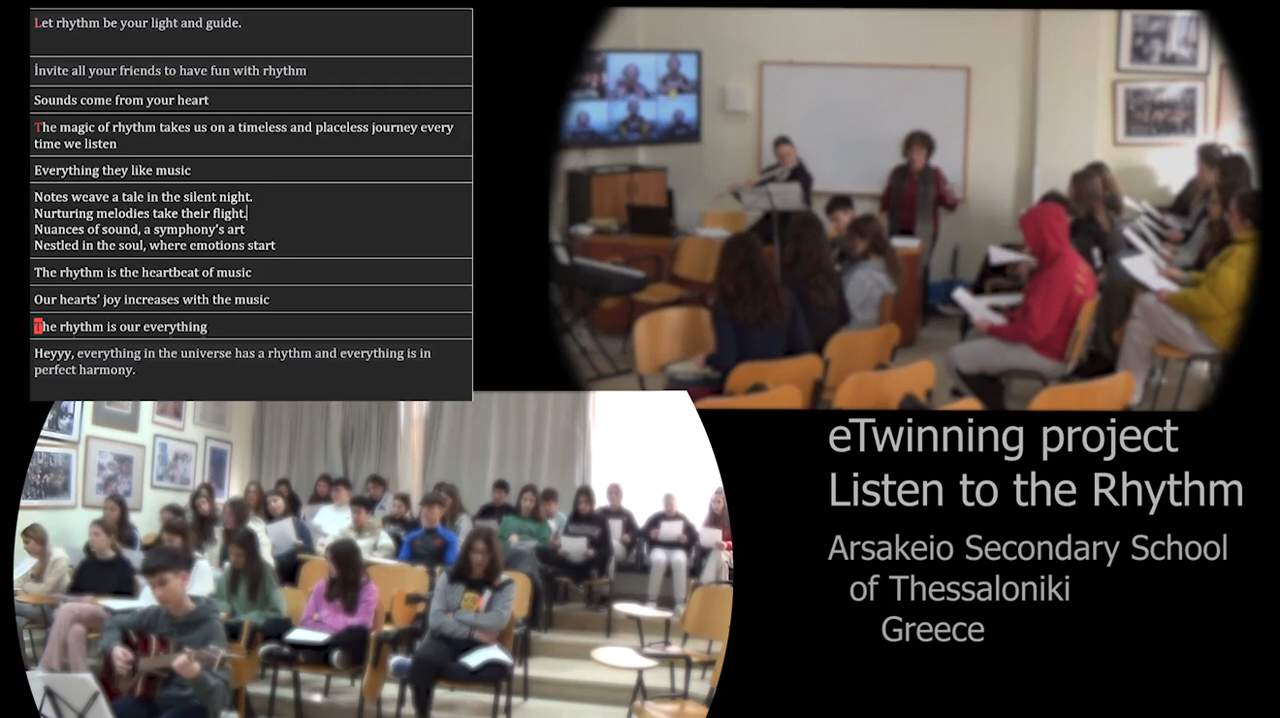 Let rhythm be your light and guide.
İnvite all your friends to have fun with rhythm
Sounds come from your heart
The magic of rhythm takes us on a timeless and placeless journey every
time we listen
Everything they like music
Notes weave a tale in the silent night.
Nurturing melodies take their flight.
Nuances of sound, a symphony's art
Nestled in the soul, where emotions start
The rhythm is the heartbeat of music
Our hearts' joy increases with the music
The rhythm is our everything
Heyyy, everything in the universe has a rhythm and everything is in
perfect harmony.
eTwinning project
Listen to the Rhythm
Arsakeio Secondary School
of Thessaloniki
Greece